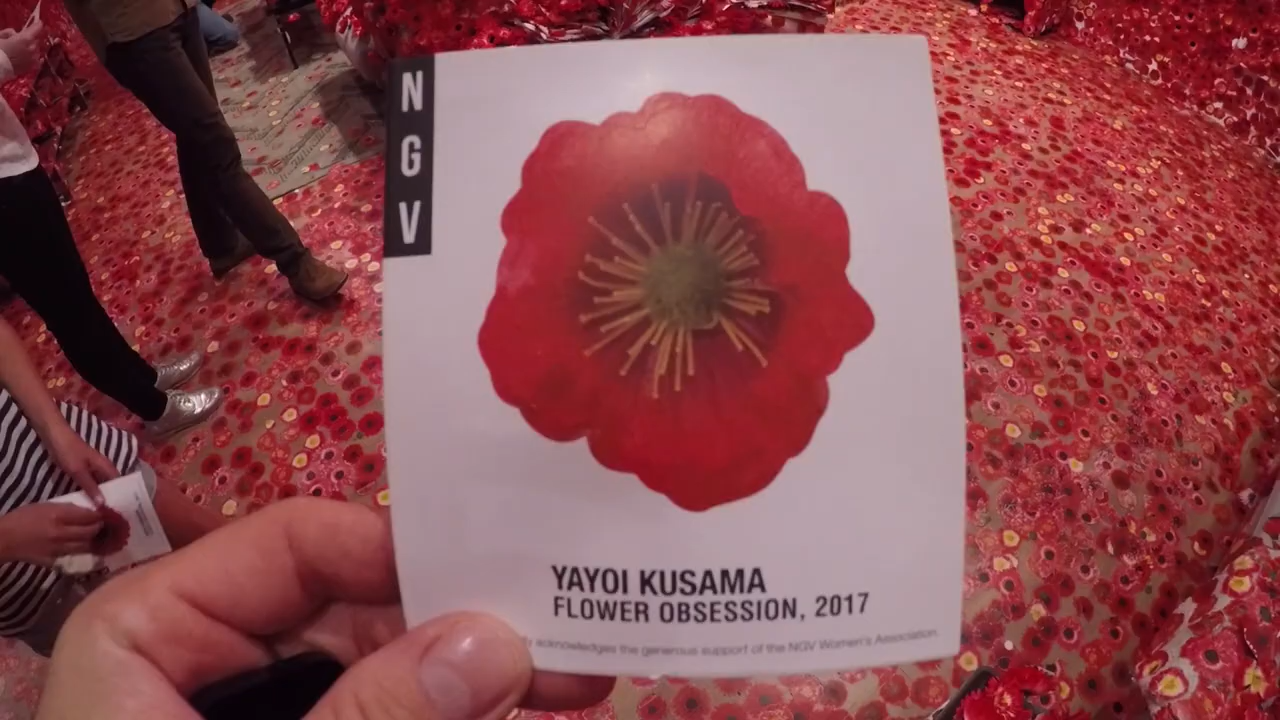 NGV
YAYOI KUSAMA
FLOWER OBSESSION, 2017
acknowledges the generous support of the NGV Women's Association.